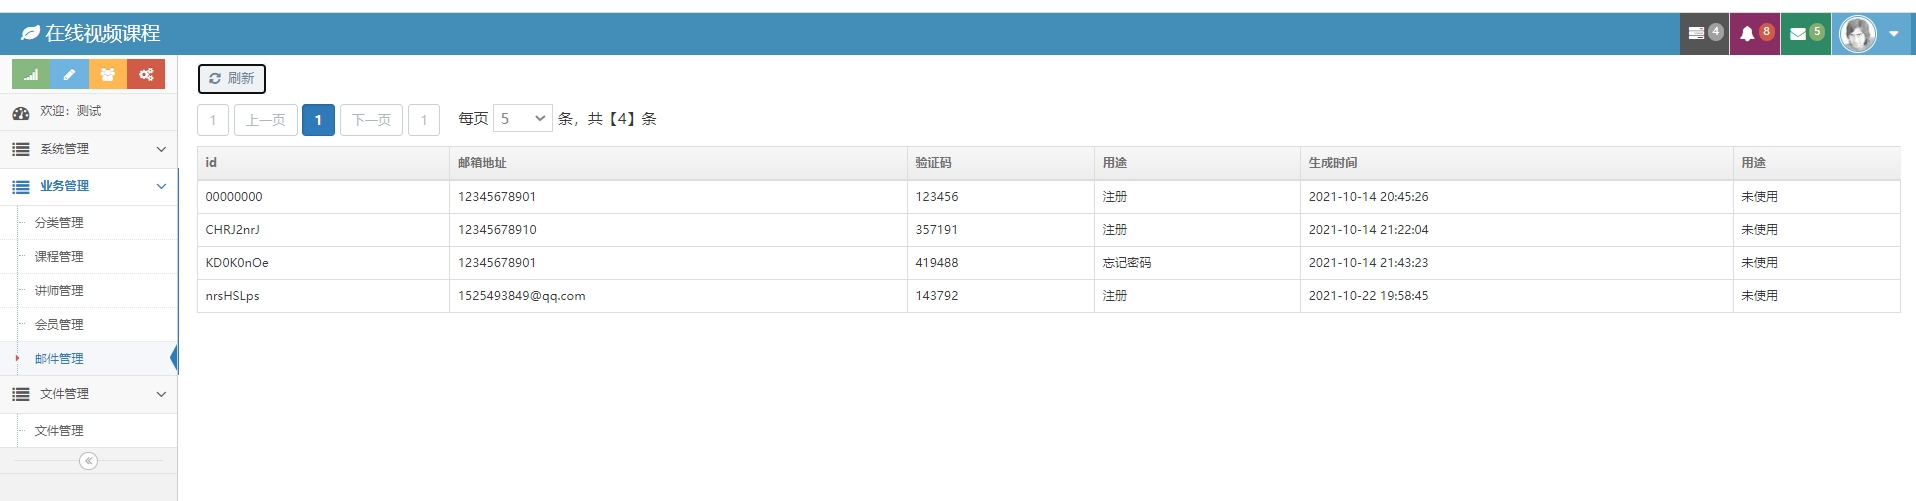 在线视频课程
4
8
5
欢迎：测试
系统管理
业务管理
分类管理
课程管理
讲师管理
会员管理
邮件管理
文件管理
文件管理
刷新
1 上一页 1 下一页 1 每页 5 条，共【4】条
id 邮箱地址 验证码 用途 生成时间 用途
00000000 12345678901 123456 注册 2021-10-14 20:45:26 未使用
CHRJ2nrJ 12345678910 357191 注册 2021-10-14 21:22:04 未使用
KD0K0nOe 12345678901 419488 忘记密码 2021-10-14 21:43:23 未使用
nrsHSLps 1525493849@qq.com 143792 注册 2021-10-22 19:58:45 未使用